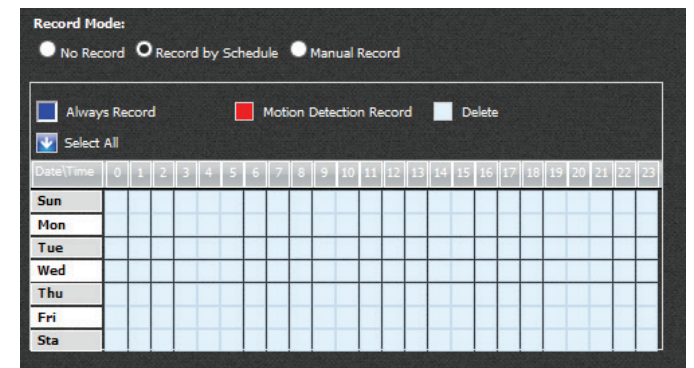 Record Mode:
No Record Record by Schedule Manual Record
Always Record Motion Detection Record Delete
Select All
Date\Time 0 1 2 3 4 5 6 7 8 9 10 11 12 13 14 15 16 17 18 19 20 21 22 23
Sun
Mon
Tue
Wed
Thu
Fri
Sta